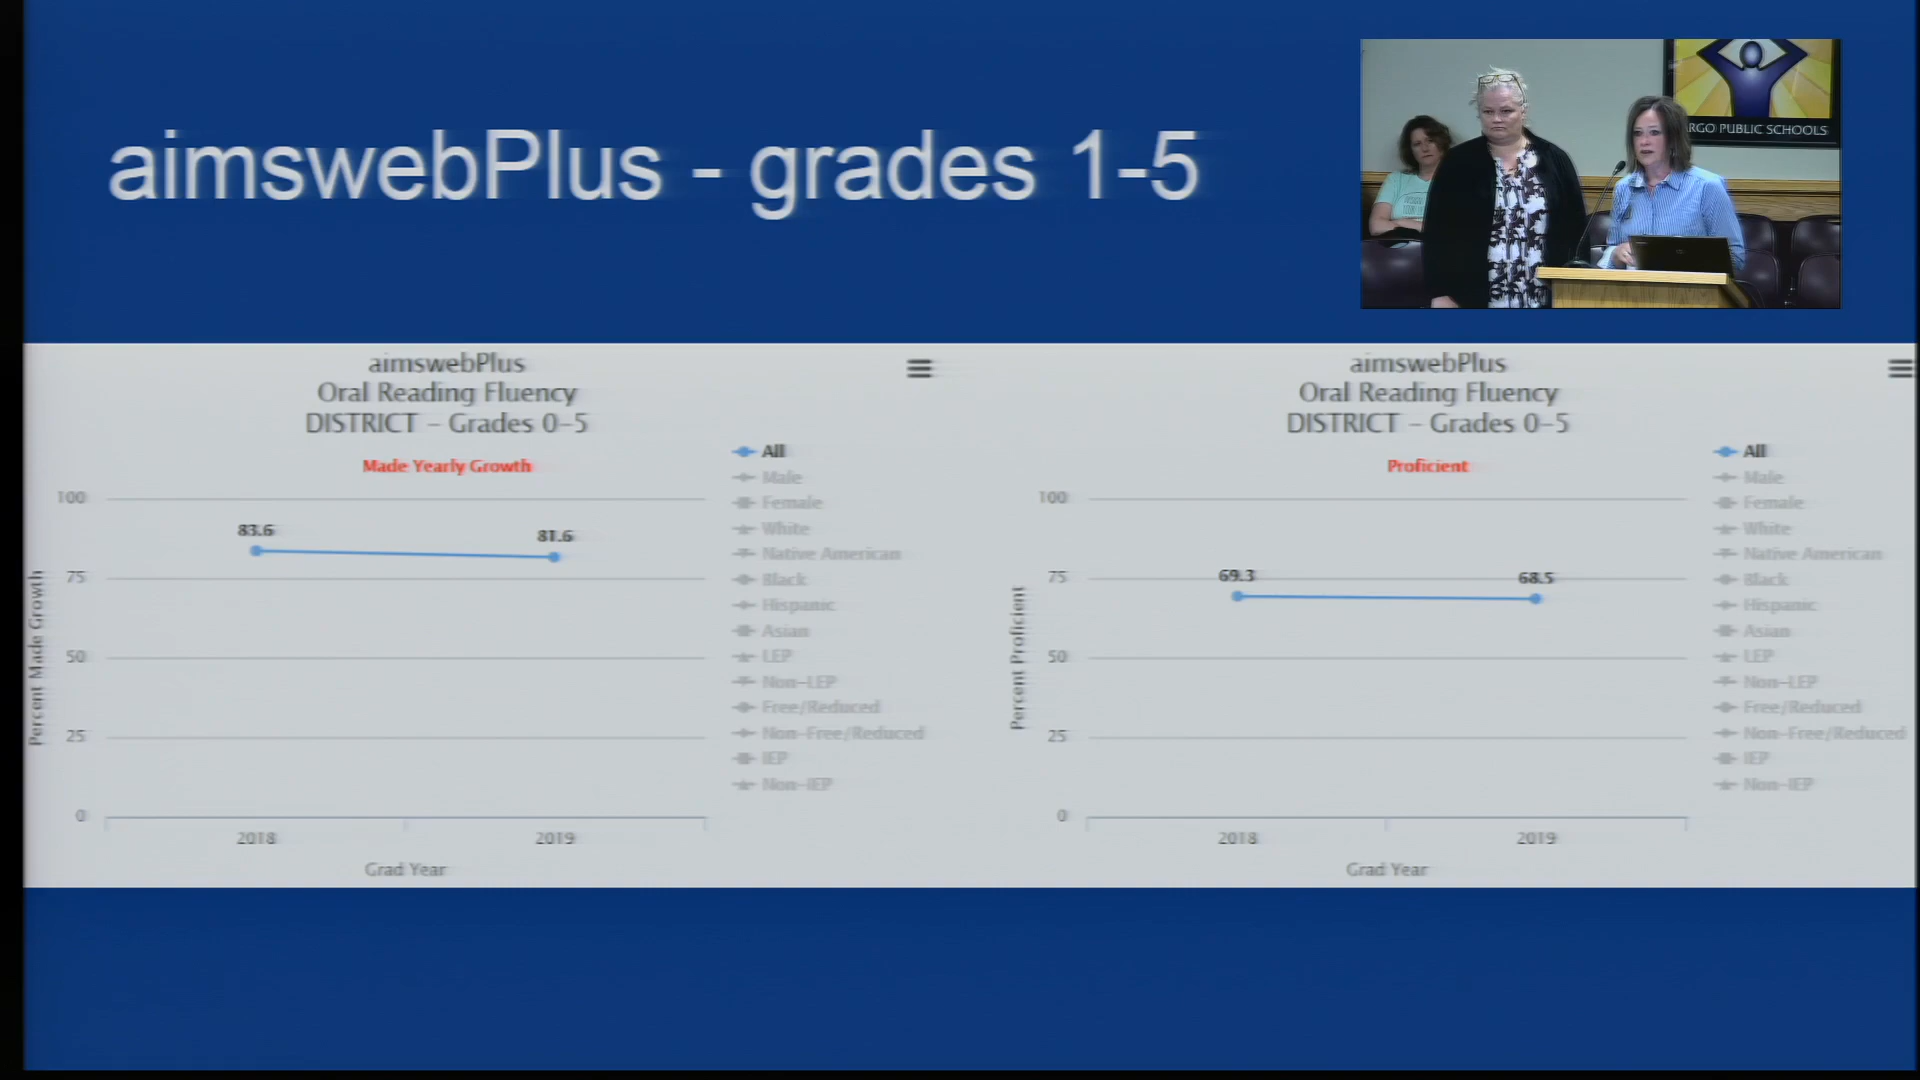 aimswebPlus - grades 1-5
RGO PUBLIC SCHOOLS
aimswebPlus
Oral Reading Fluency
DISTRICT – Grades 0–5
Made Yearly Growth
100
75
50
25
0
Percent Made Growth
83.6
81.6
2018
2019
Grad Year
All
Male
Female
White
Native American
Black
Hispanic
Asian
LEP
Non–LEP
Free/Reduced
Non–Free/Reduced
IEP
Non–IEP
aimswebPlus
Oral Reading Fluency
DISTRICT – Grades 0–5
Proficient
100
75
50
25
0
Percent Proficient
69.3
68.5
2018
2019
Grad Year
All
Male
Female
White
Native American
Black
Hispanic
Asian
LEP
Non–LEP
Free/Reduced
Non–Free/Reduced
IEP
Non–IEP